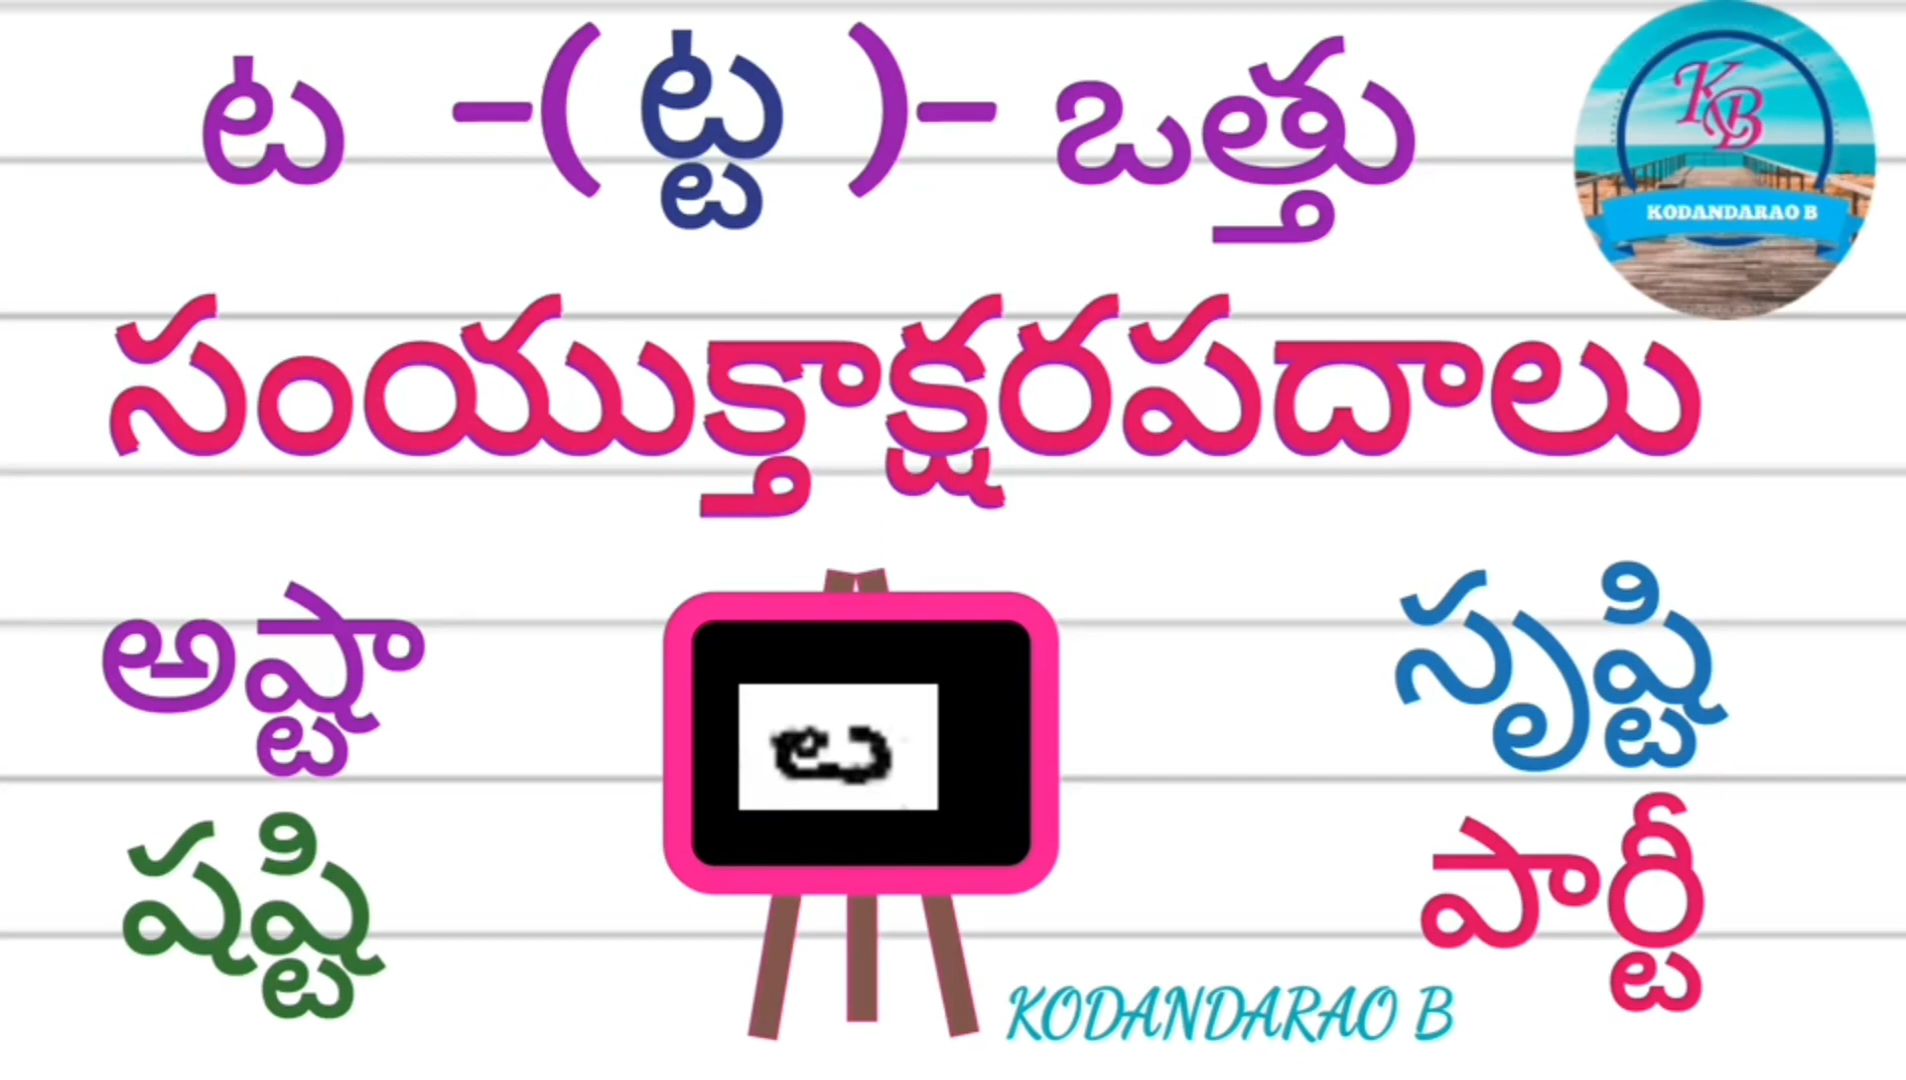 ట -( ట్ట )- ఒత్తు
KB
KODANDARAO B
సంయుక్తాక్షరపదాలు
అష్టా
సృష్టి
ట
షష్టి
పార్టీ
KODANDARAO B